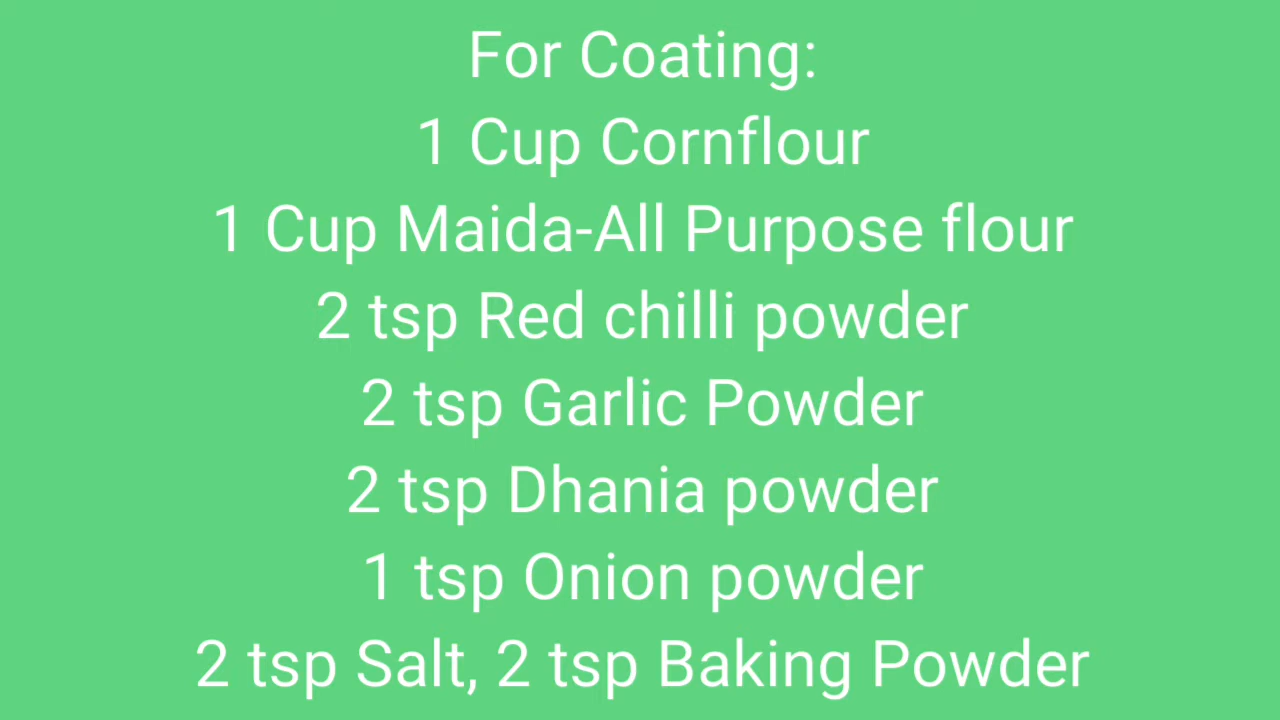 For Coating:
1 Cup Cornflour
1 Cup Maida-All Purpose flour
2 tsp Red chilli powder
2 tsp Garlic Powder
2 tsp Dhania powder
1 tsp Onion powder
2 tsp Salt, 2 tsp Baking Powder